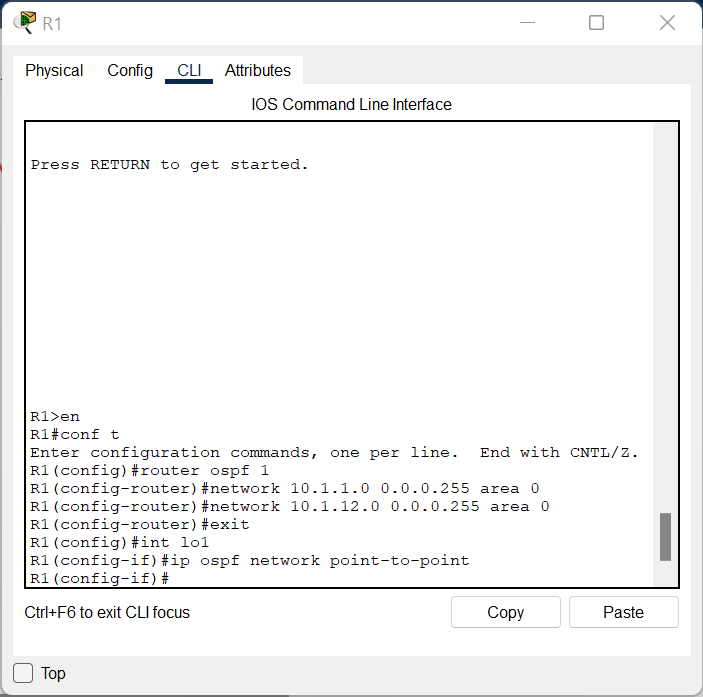 R1
Physical Config CLI Attributes
IOS Command Line Interface
Press RETURN to get started.
R1>en
R1#conf t
Enter configuration commands, one per line.  End with CNTL/Z.
R1(config)#router ospf 1
R1(config-router)#network 10.1.1.0 0.0.0.255 area 0
R1(config-router)#network 10.1.12.0 0.0.0.255 area 0
R1(config-router)#exit
R1(config)#int lo1
R1(config-if)#ip ospf network point-to-point
R1(config-if)#
Ctrl+F6 to exit CLI focus Copy Paste
Top